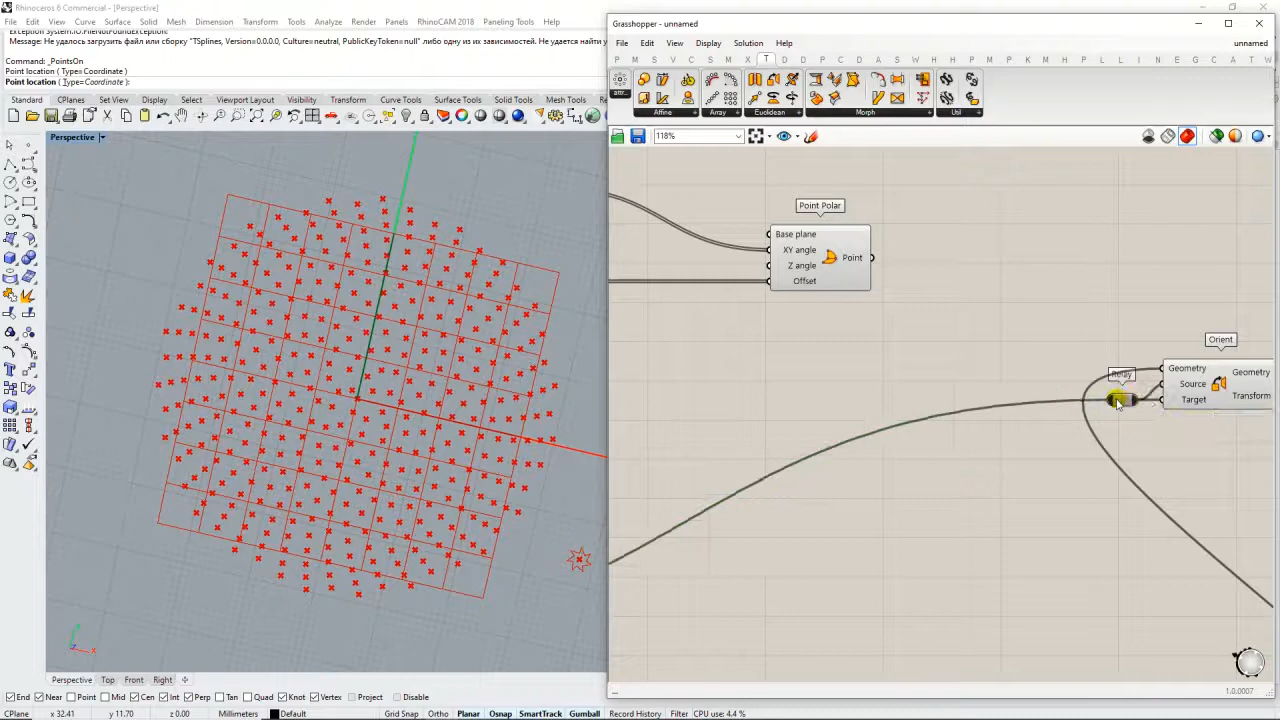 Rhinoceros 6 Commercial - [Perspective]
File Edit View Curve Surface Solid Mesh Dimension Transform Tools Analyze Render Panels RhinoCAM 2018 Paneling Tools Help
Message: Не удалось загрузить файл или сборку "TSplines, Version=0.0.0.0, Culture=neutral, PublicKeyToken=null" либо одну из их зависимостей. Не удается найти у
Command: _PointsOn
Point location ( Type=Coordinate )
Point location ( Type=Coordinate ):
Standard CPlanes Set View Display Select Viewport Layout Visibility Transform Curve Tools Surface Tools Solid Tools Mesh Tools
Perspective
Grasshopper - unnamed
File Edit View Display Solution Help unnamed
P M S V C S M X T D D
attr...
Affine Array Euclidean Morph Util
118%
Point Polar
Base plane
XY angle
Z angle
Offset
Point
Orient
Relay
Geometry
Source
Target
Geometry
Transform
1.0.0007
Perspective Top Front Right
End Near Point Mid Cen Int Perp Tan Quad Knot Vertex Project Disable
CPlane x 32.41 y 11.70 z 0.00 Millimeters Default Grid Snap Ortho Planar Osnap SmartTrack Gumball Record History Filter CPU use: 4.4 %